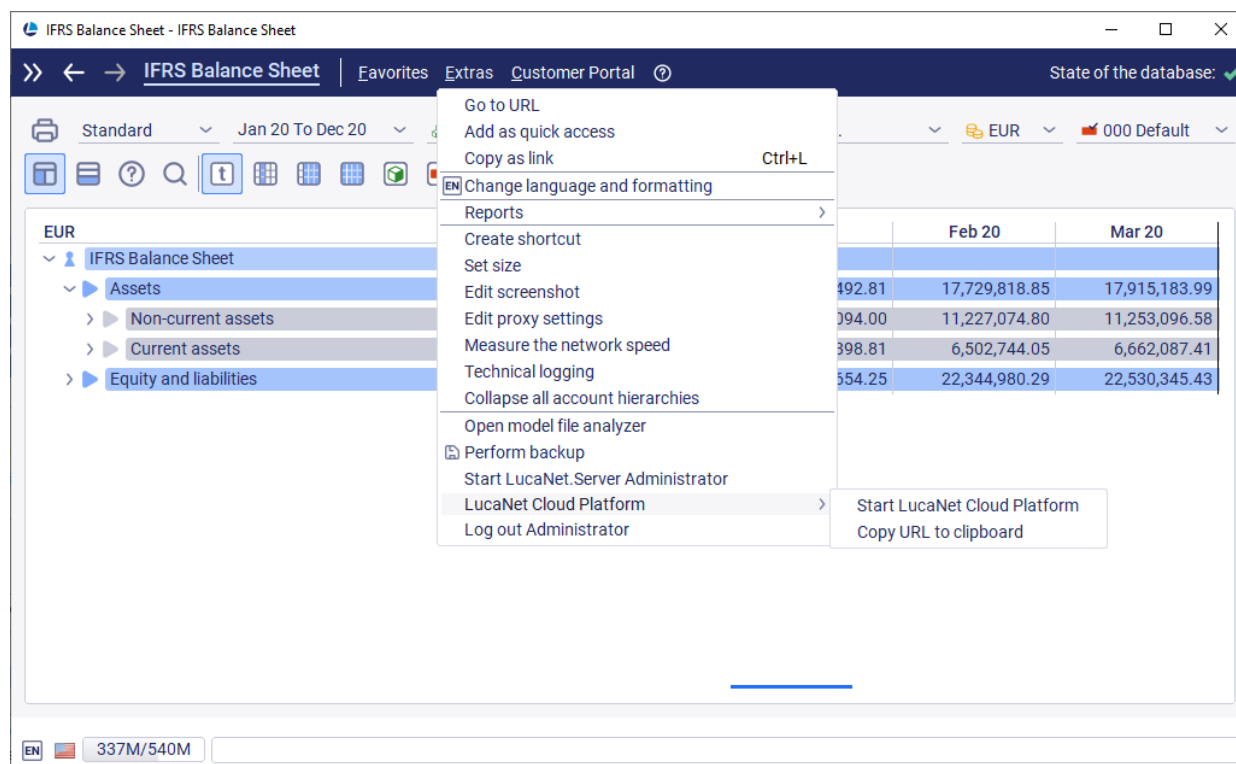 IFRS Balance Sheet - IFRS Balance Sheet
IFRS Balance Sheet Favorites Extras Customer Portal State of the database:
Standard Jan 20 To Dec 20 EUR 000 Default
t
EUR Feb 20 Mar 20
IFRS Balance Sheet
Assets 492.81 17,729,818.85 17,915,183.99
Non-current assets 094.00 11,227,074.80 11,253,096.58
Current assets 398.81 6,502,744.05 6,662,087.41
Equity and liabilities 654.25 22,344,980.29 22,530,345.43
Go to URL
Add as quick access
Copy as link Ctrl+L
EN Change language and formatting
Reports
Create shortcut
Set size
Edit screenshot
Edit proxy settings
Measure the network speed
Technical logging
Collapse all account hierarchies
Open model file analyzer
Perform backup
Start LucaNet.Server Administrator
LucaNet Cloud Platform
Log out Administrator
Start LucaNet Cloud Platform
Copy URL to clipboard
EN 337M/540M